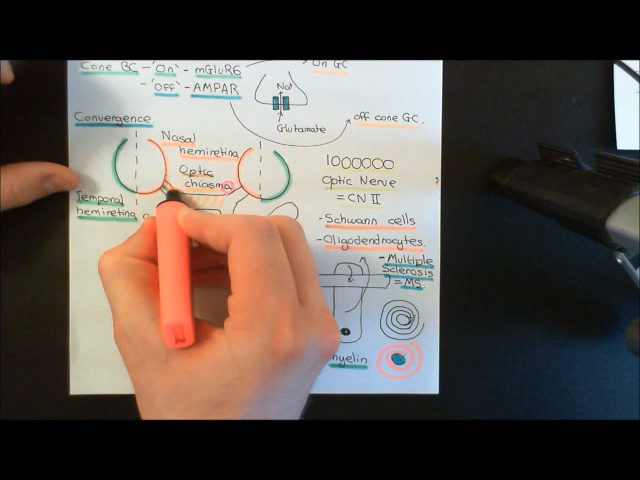 Cone BC - 'On' - mGluR6
On GC
- 'Off' - AMPAR
Na+
Glutamate
off cone GC.
Convergence
Nasal
hemiretina
Optic
chiasma
Temporal
hemiretina
1000000
Optic Nerve
= CN II
- Schwann cells
- Oligodendrocytes.
- Multiple
Sclerosis
= MS.
myelin